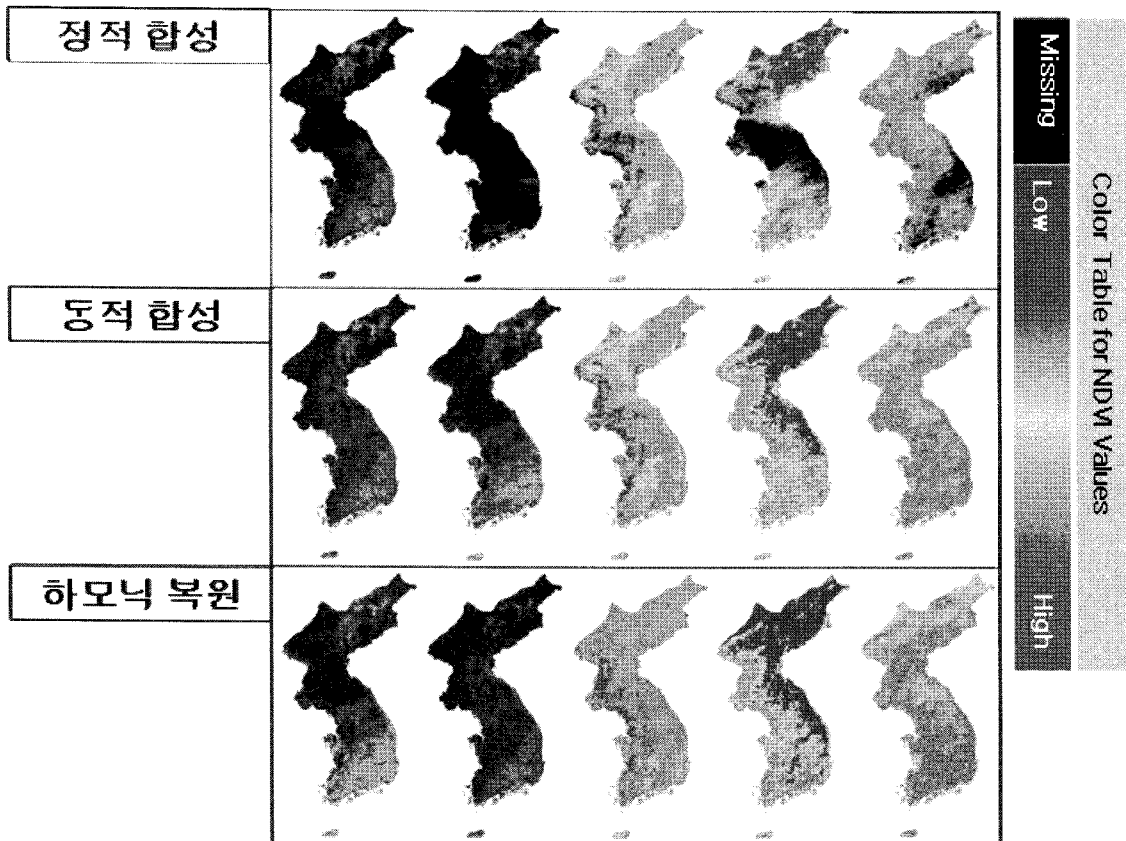 정적 합성
동적 합성
하모닉 복원
Missing
Low
High
Color Table for NDVI Values